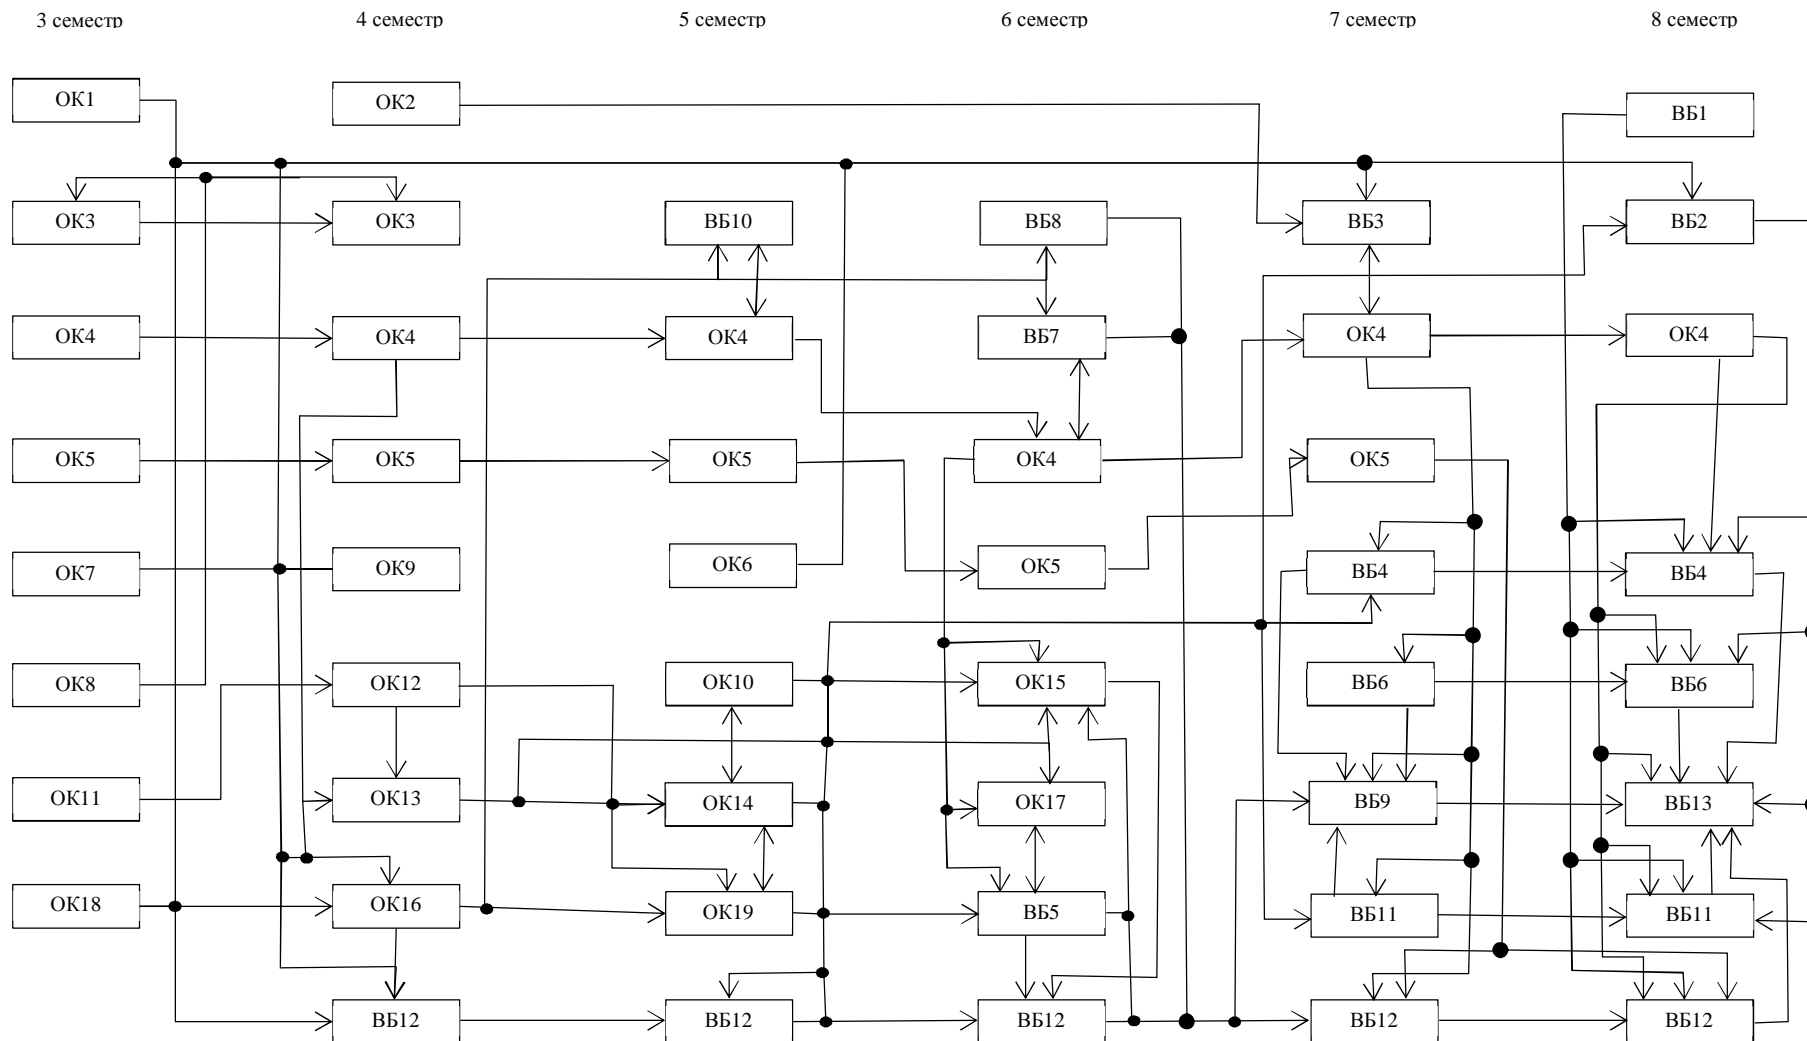 3 семестр 4 семестр 5 семестр 6 семестр 7 семестр 8 семестр
ОК1 ОК2 ВБ1
ОК3 ОК3 ВБ10 ВБ8 ВБ3 ВБ2
ОК4 ОК4 ОК4 ВБ7 ОК4 ОК4
ОК5 ОК5 ОК5 ОК4 ОК5
ОК7 ОК9 ОК6 ОК5 ВБ4 ВБ4
ОК8 ОК12 ОК10 ОК15 ВБ6 ВБ6
ОК11 ОК13 ОК14 ОК17 ВБ9 ВБ13
ОК18 ОК16 ОК19 ВБ5 ВБ11 ВБ11
ВБ12 ВБ12 ВБ12 ВБ12 ВБ12